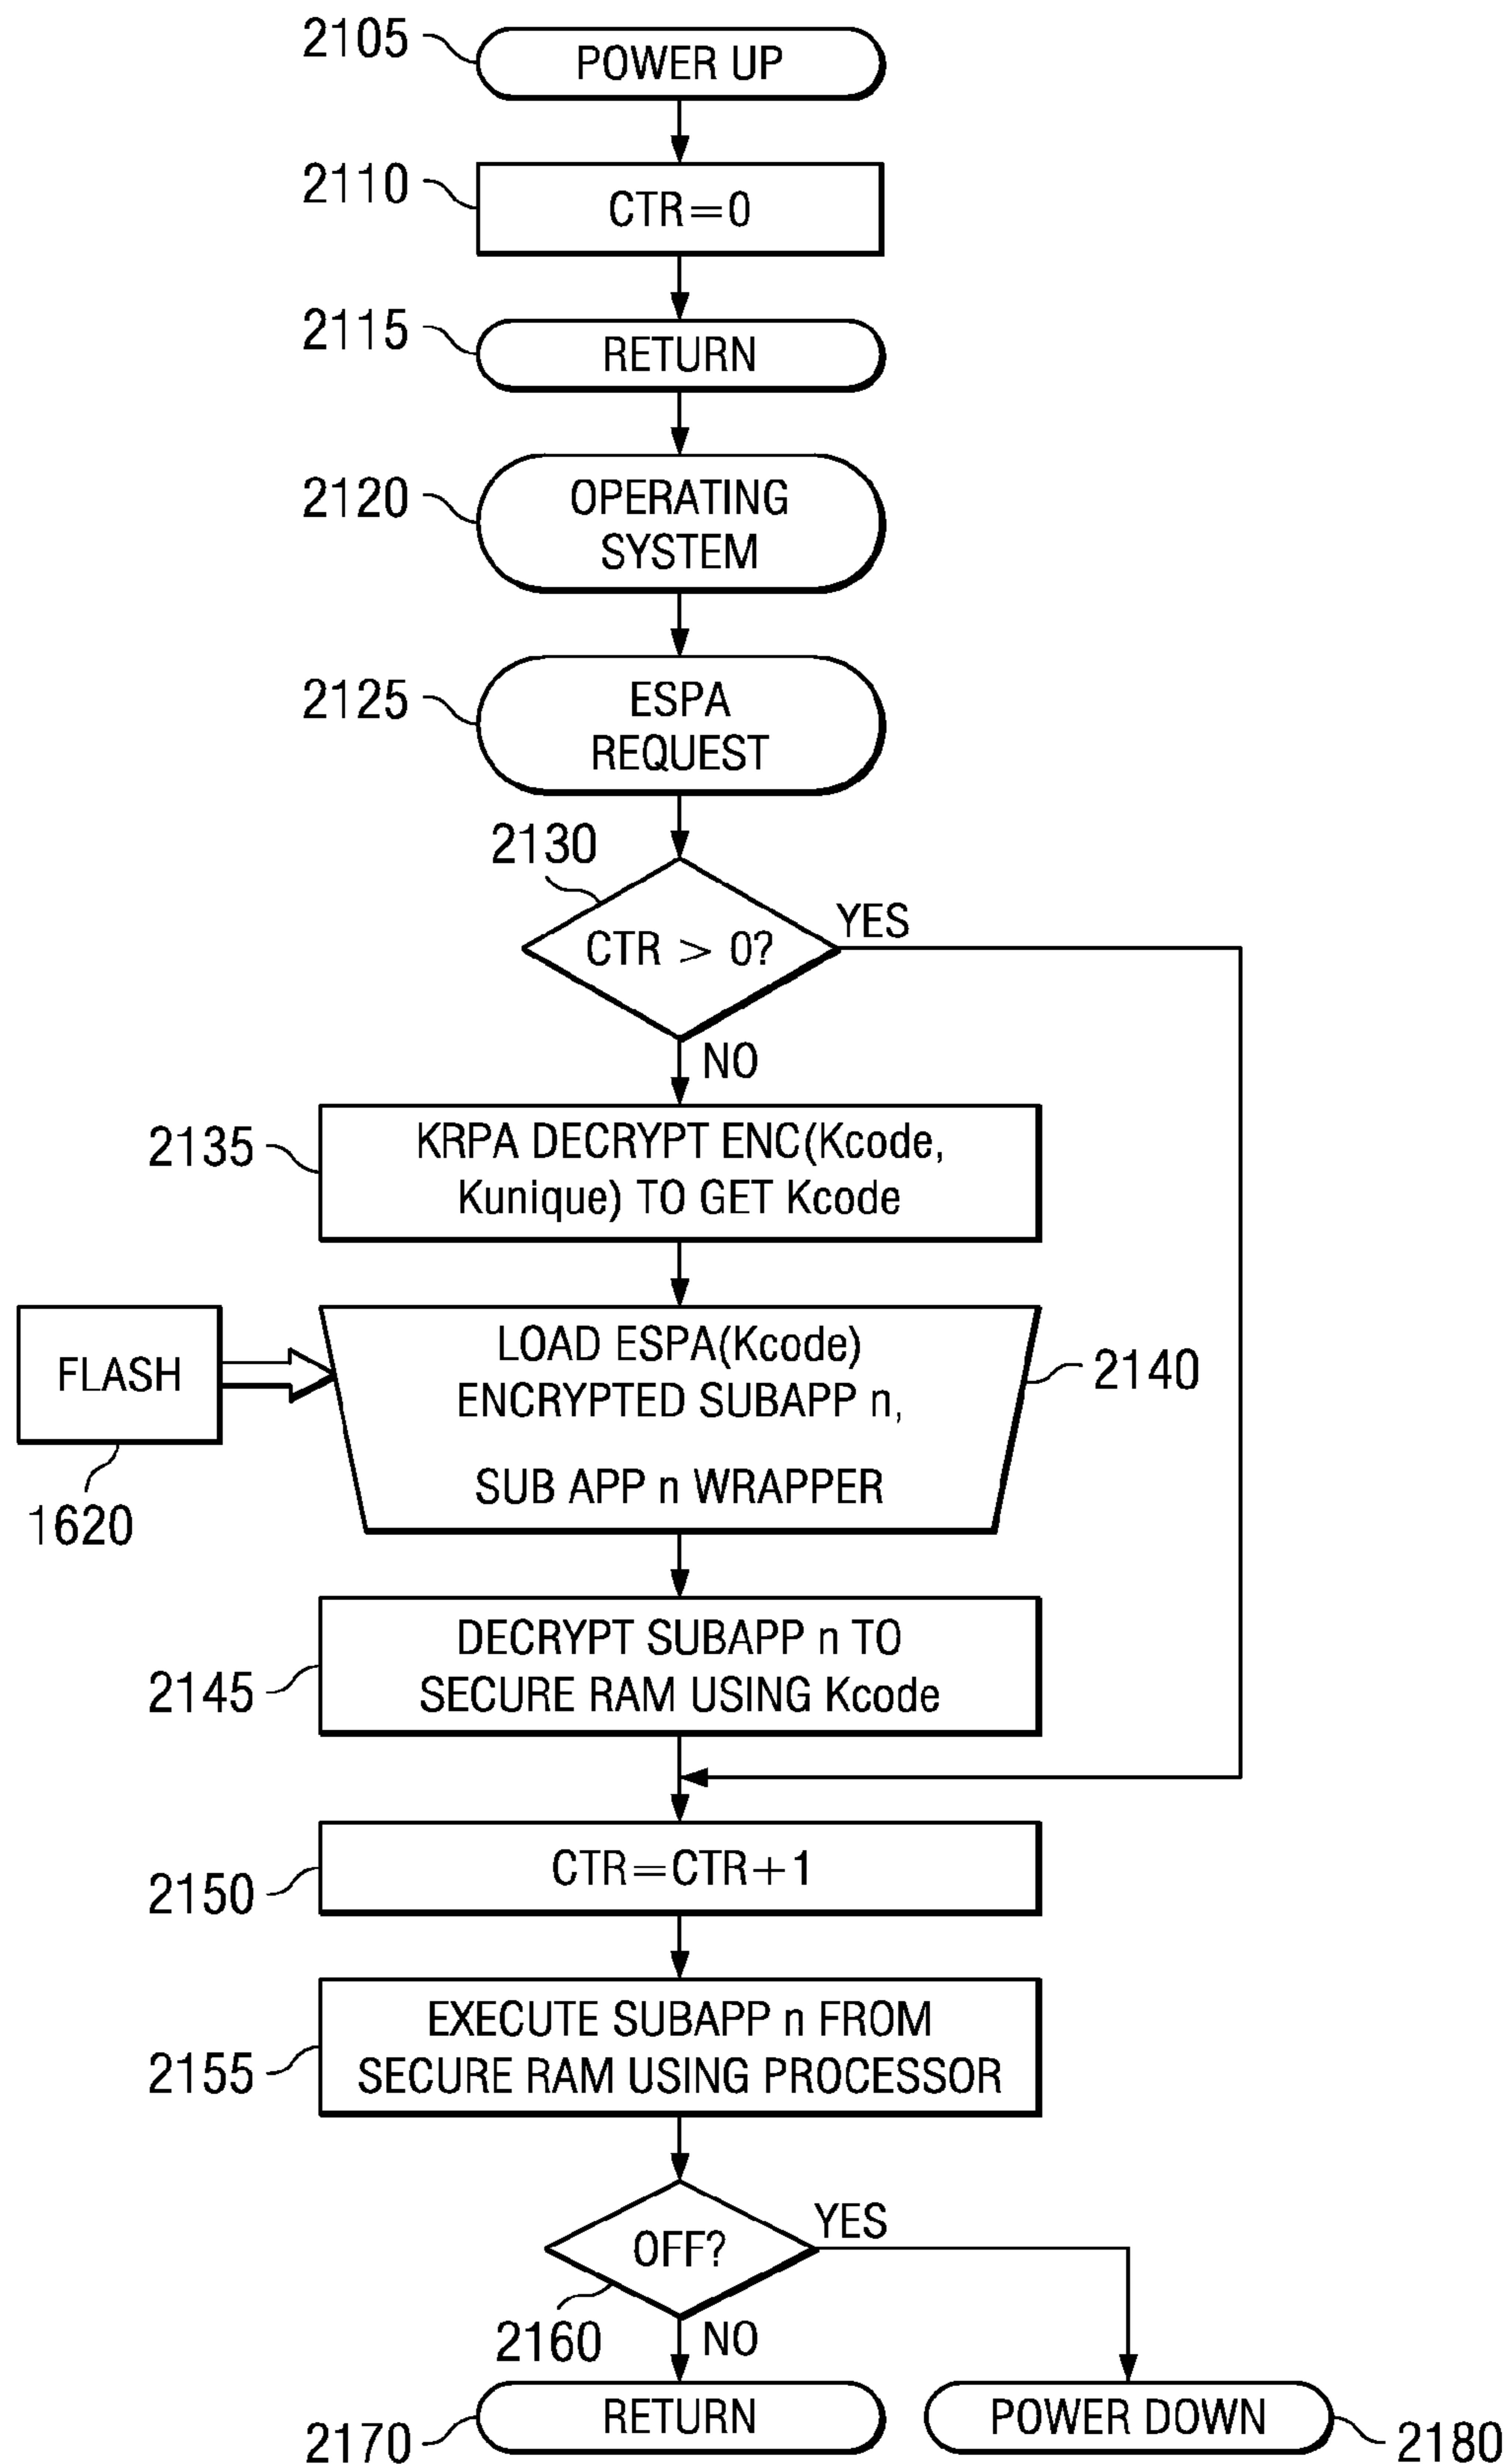 2105
POWER UP
2110
CTR=0
2115
RETURN
2120
OPERATING
SYSTEM
2125
ESPA
REQUEST
2130
CTR > 0?
YES
NO
2135
KRPA DECRYPT ENC(Kcode,
Kunique) TO GET Kcode
FLASH
1620
LOAD ESPA(Kcode)
ENCRYPTED SUBAPP n,
SUB APP n WRAPPER
2140
2145
DECRYPT SUBAPP n TO
SECURE RAM USING Kcode
2150
CTR=CTR+1
2155
EXECUTE SUBAPP n FROM
SECURE RAM USING PROCESSOR
OFF?
YES
2160
NO
2170
RETURN
POWER DOWN
2180